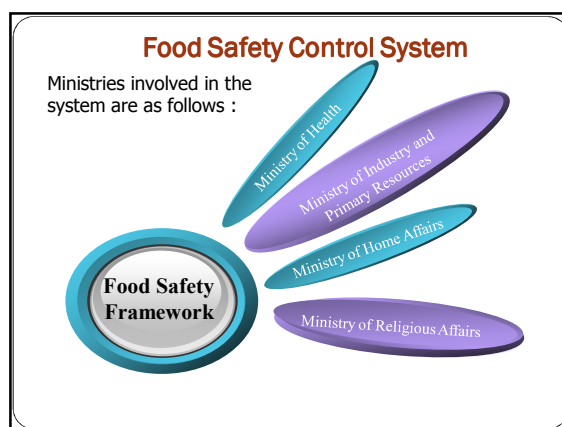 Food Safety Control System
Ministries involved in the
system are as follows :
Ministry of Health
Ministry of Industry and
Primary Resources
Ministry of Home Affairs
Food Safety
Framework
Ministry of Religious Affairs